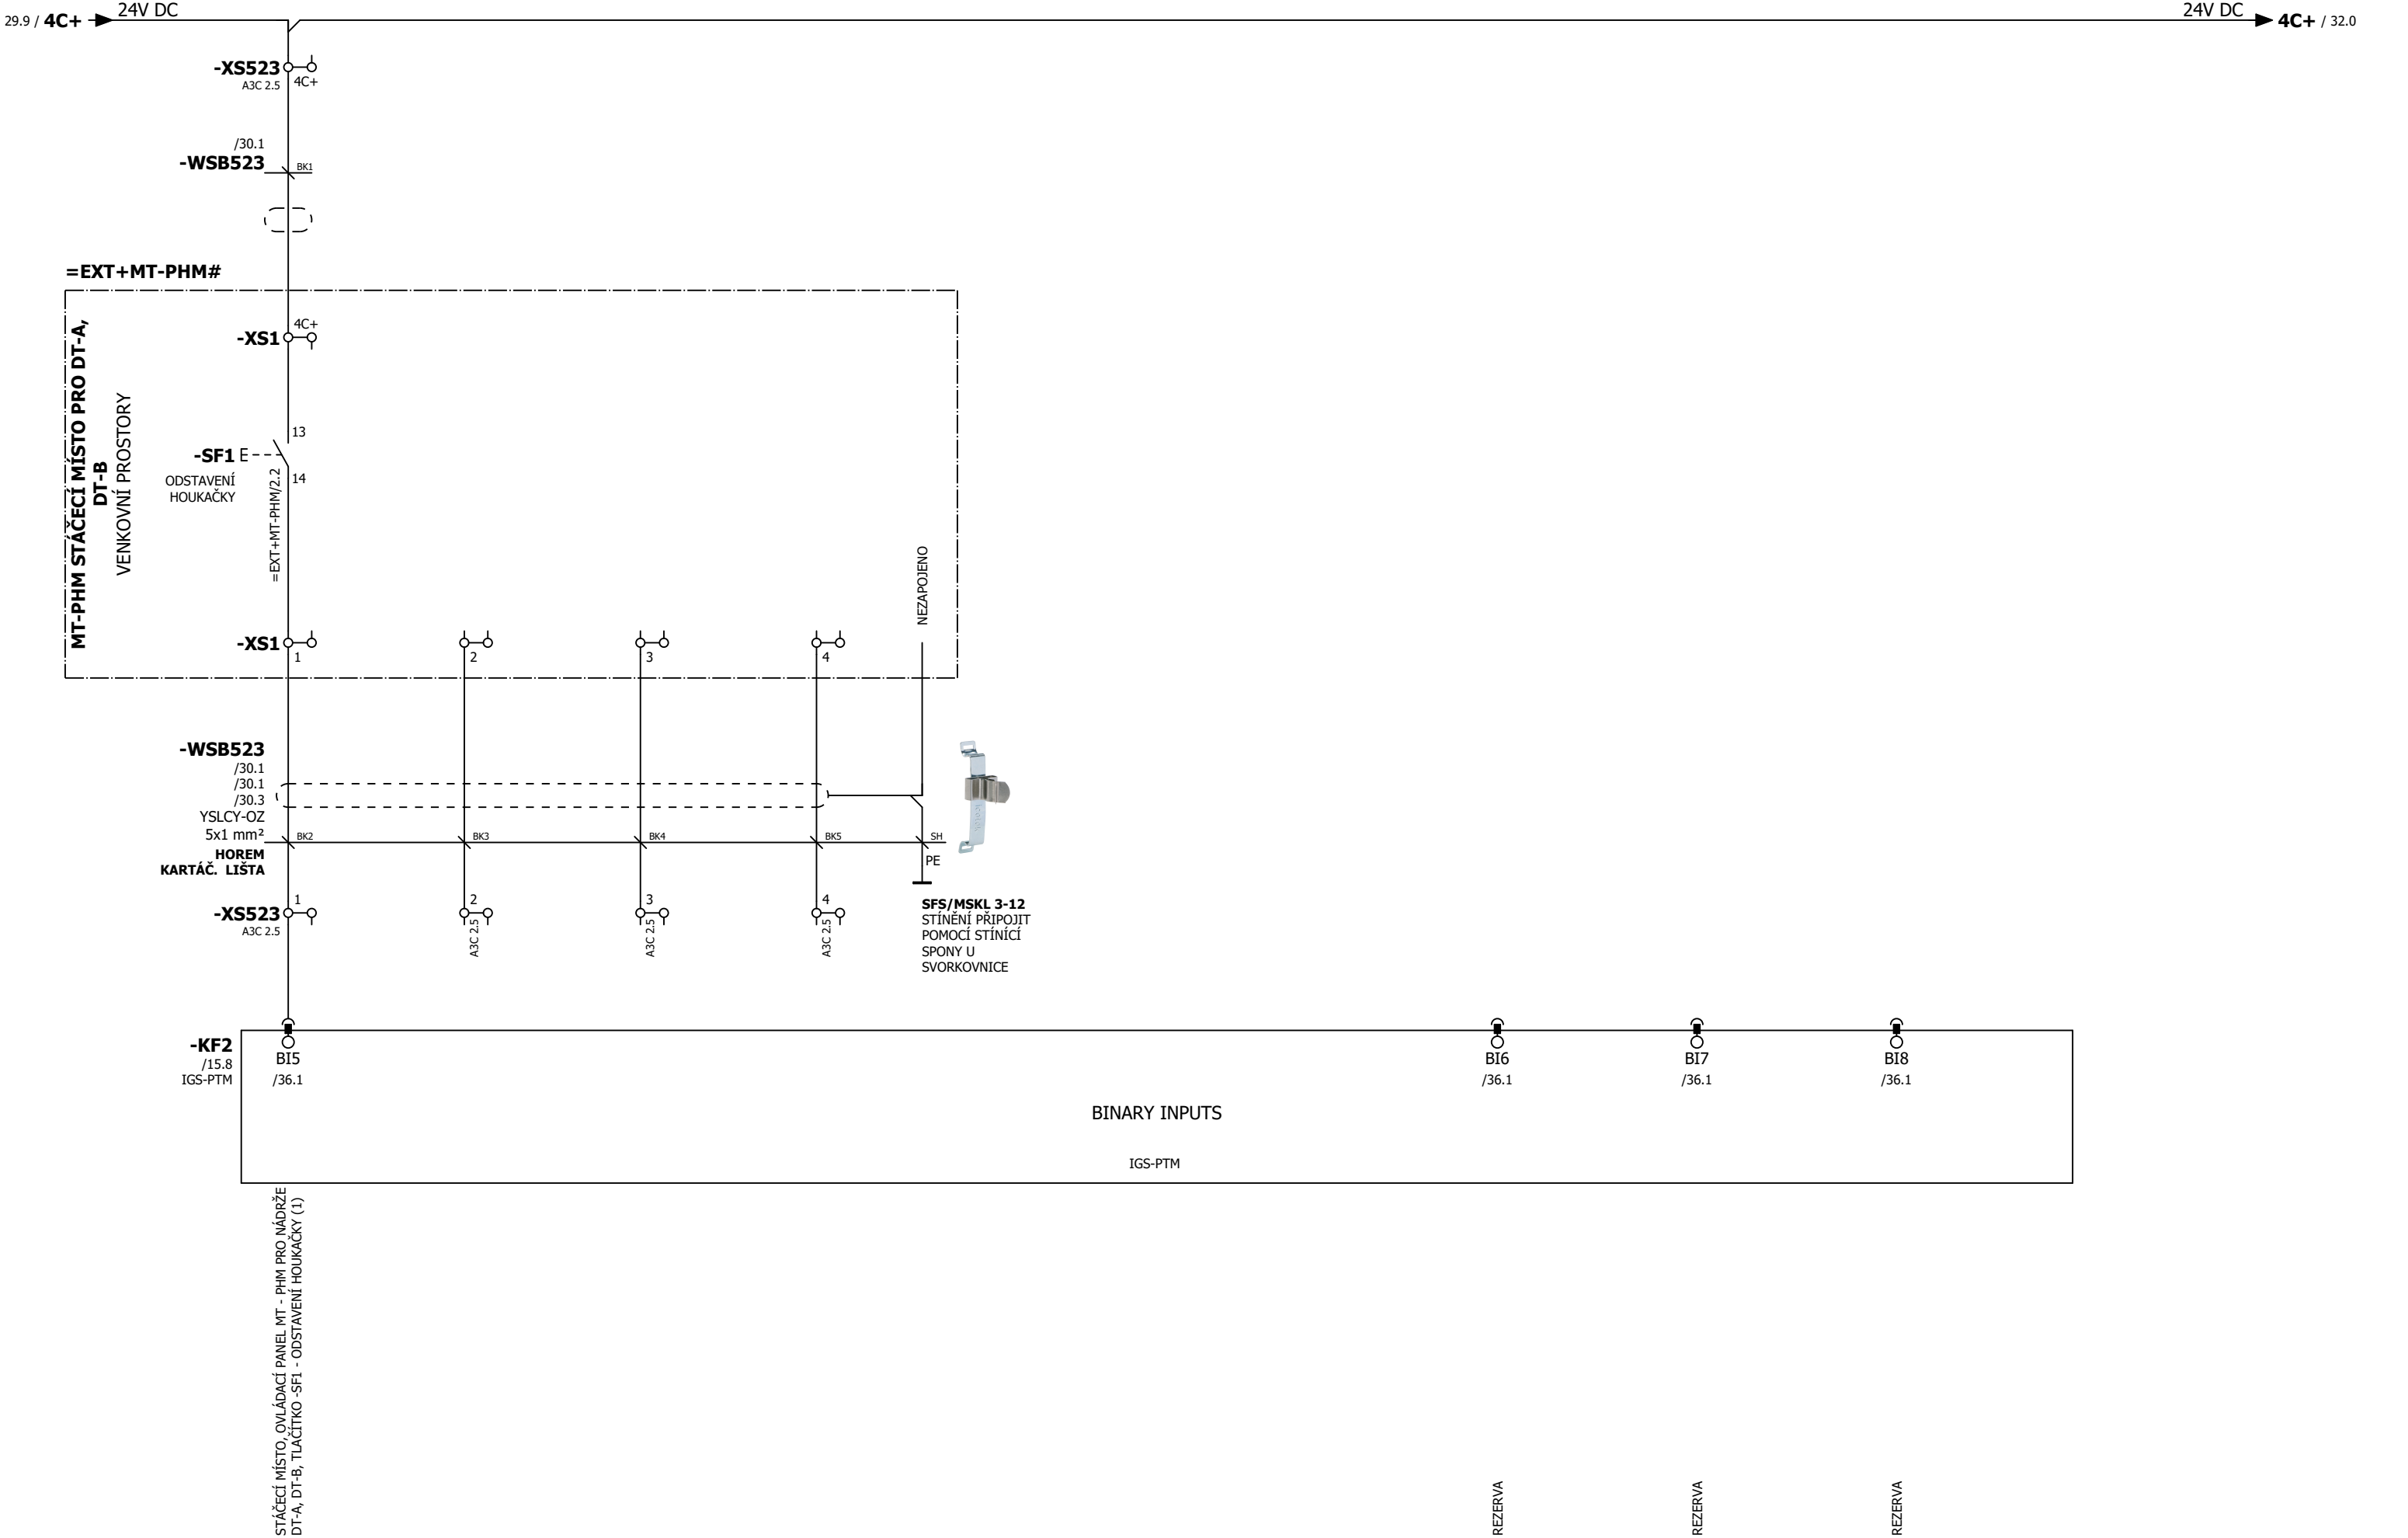 29.9 / 4C+
24V DC
24V DC
4C+ / 32.0
-XS523
A3C 2.5
4C+
/30.1
-WSB523
BK1
=EXT+MT-PHM#
MT-PHM STÁČECÍ MÍSTO PRO DT-A,
DT-B
VENKOVNÍ PROSTORY
4C+
-XS1
13
-SF1
14
ODSTAVENÍ
HOUKAČKY
=EXT+MT-PHM/2.2
NEZAPOJENO
-XS1
1
2
3
4
-WSB523
/30.1
/30.1
/30.3
YSLCY-OZ
5x1 mm²
BK2
BK3
BK4
BK5
SH
HOREM
KARTÁČ. LIŠTA
PE
1
2
3
4
-XS523
A3C 2.5
A3C 2.5
A3C 2.5
A3C 2.5
SFS/MSKL 3-12
STÍNĚNÍ PŘIPOJIT
POMOCÍ STÍNÍCÍ
SPONY U
SVORKOVNICE
-KF2
/15.8
IGS-PTM
BI5
/36.1
BI6
/36.1
BI7
/36.1
BI8
/36.1
BINARY INPUTS
IGS-PTM
STÁČECÍ MÍSTO, OVLÁDACÍ PANEL MT - PHM PRO NÁDRŽE
DT-A, DT-B, TLAČÍTKO -SF1 - ODSTAVENÍ HOUKAČKY (1)
REZERVA
REZERVA
REZERVA